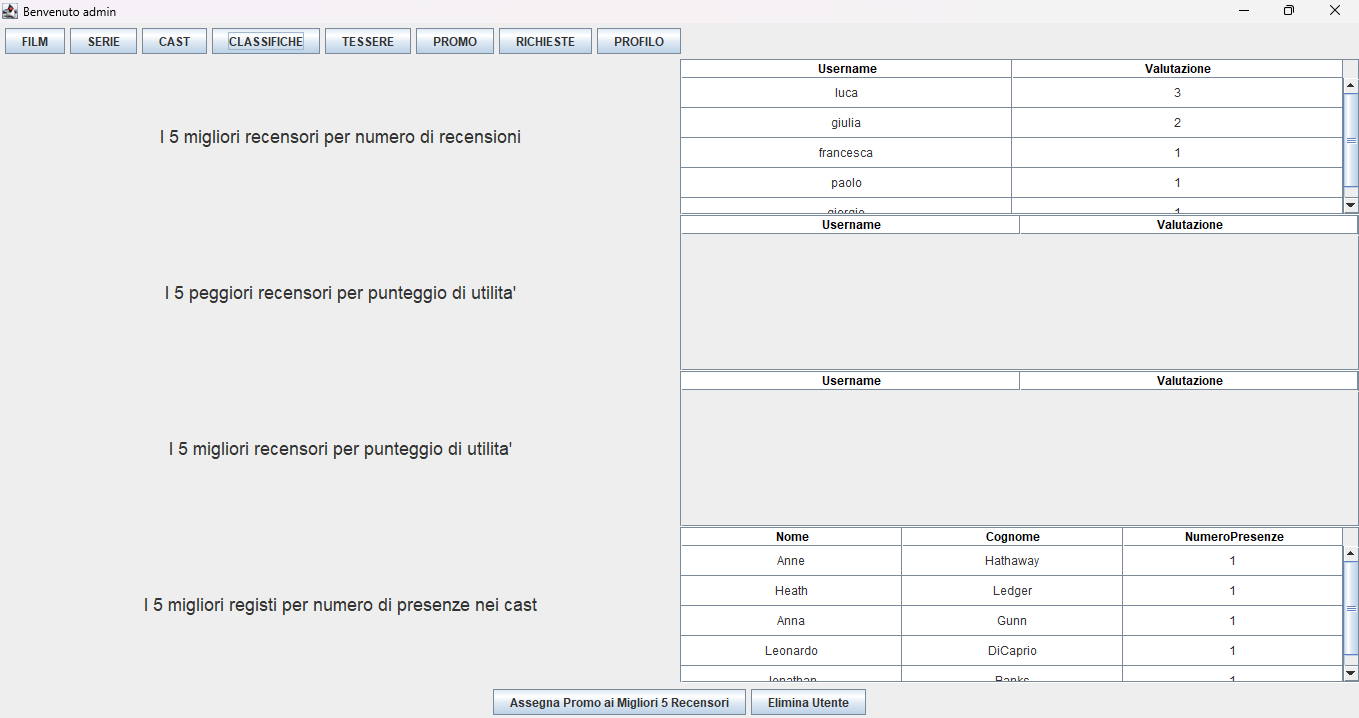 Benvenuto admin
FILM SERIE CAST CLASSIFICHE TESSERE PROMO RICHIESTE PROFILO
I 5 migliori recensori per numero di recensioni
Username Valutazione
luca 3
giulia 2
francesca 1
paolo 1
giorgio 1
I 5 peggiori recensori per punteggio di utilita'
Username Valutazione
I 5 migliori recensori per punteggio di utilita'
Username Valutazione
I 5 migliori registi per numero di presenze nei cast
Nome Cognome NumeroPresenze
Anne Hathaway 1
Heath Ledger 1
Anna Gunn 1
Leonardo DiCaprio 1
Jonathan Banks 1
Assegna Promo ai Migliori 5 Recensori Elimina Utente